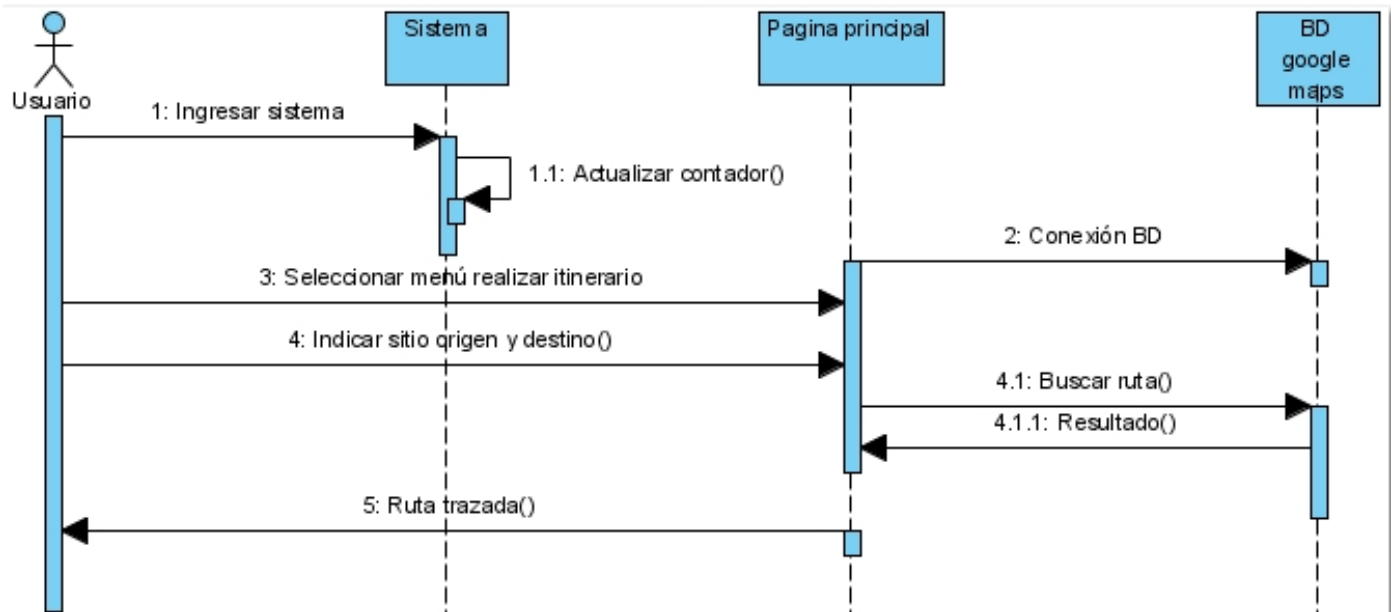 Usuario
Sistema
Pagina principal
BD
google
maps
1: Ingresar sistema
1.1: Actualizar contador()
2: Conexión BD
3: Seleccionar menú realizar itinerario
4: Indicar sitio origen y destino()
4.1: Buscar ruta()
4.1.1: Resultado()
5: Ruta trazada()